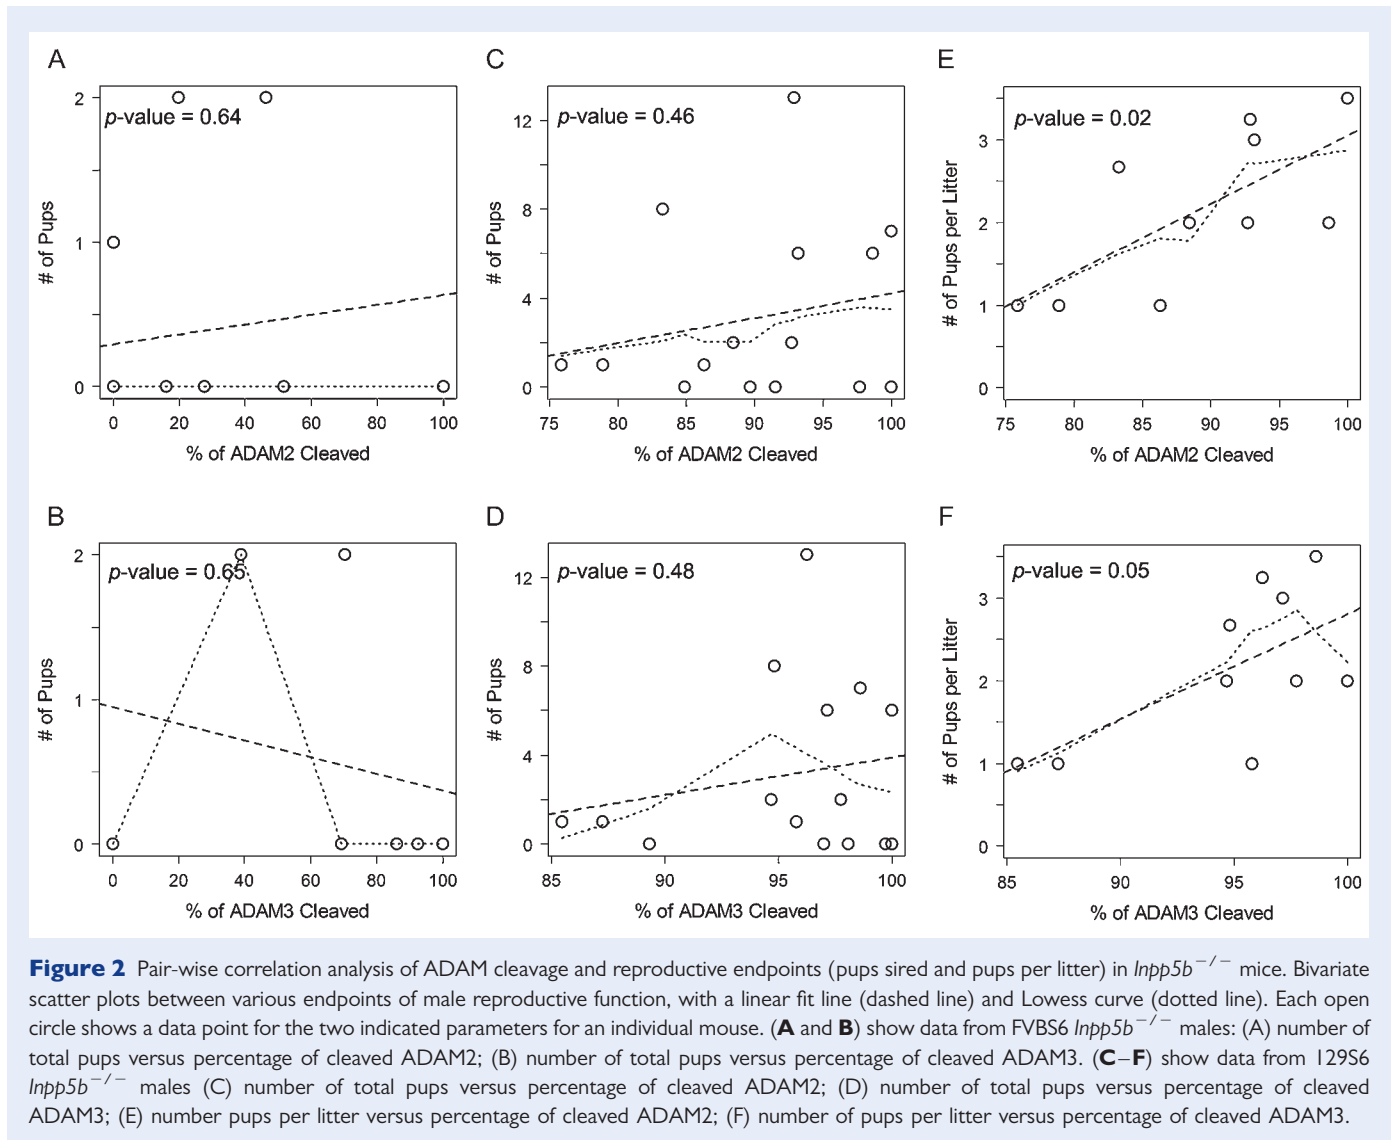 A
p-value = 0.64
2
1
0
# of Pups
0 20 40 60 80 100
% of ADAM2 Cleaved
C
p-value = 0.46
12
8
4
0
# of Pups
75 80 85 90 95 100
% of ADAM2 Cleaved
E
p-value = 0.02
3
2
1
0
# of Pups per Litter
75 80 85 90 95 100
% of ADAM2 Cleaved
B
p-value = 0.65
2
1
0
# of Pups
0 20 40 60 80 100
% of ADAM3 Cleaved
D
p-value = 0.48
12
8
4
0
# of Pups
85 90 95 100
% of ADAM3 Cleaved
F
p-value = 0.05
3
2
1
0
# of Pups per Litter
85 90 95 100
% of ADAM3 Cleaved
Figure 2 Pair-wise correlation analysis of ADAM cleavage and reproductive endpoints (pups sired and pups per litter) in Inpp5b−/− mice. Bivariate
scatter plots between various endpoints of male reproductive function, with a linear fit line (dashed line) and Lowess curve (dotted line). Each open
circle shows a data point for the two indicated parameters for an individual mouse. (A and B) show data from FVBS6 Inpp5b−/− males: (A) number of
total pups versus percentage of cleaved ADAM2; (B) number of total pups versus percentage of cleaved ADAM3. (C–F) show data from 129S6
Inpp5b−/− males (C) number of total pups versus percentage of cleaved ADAM2; (D) number of total pups versus percentage of cleaved
ADAM3; (E) number pups per litter versus percentage of cleaved ADAM2; (F) number of pups per litter versus percentage of cleaved ADAM3.